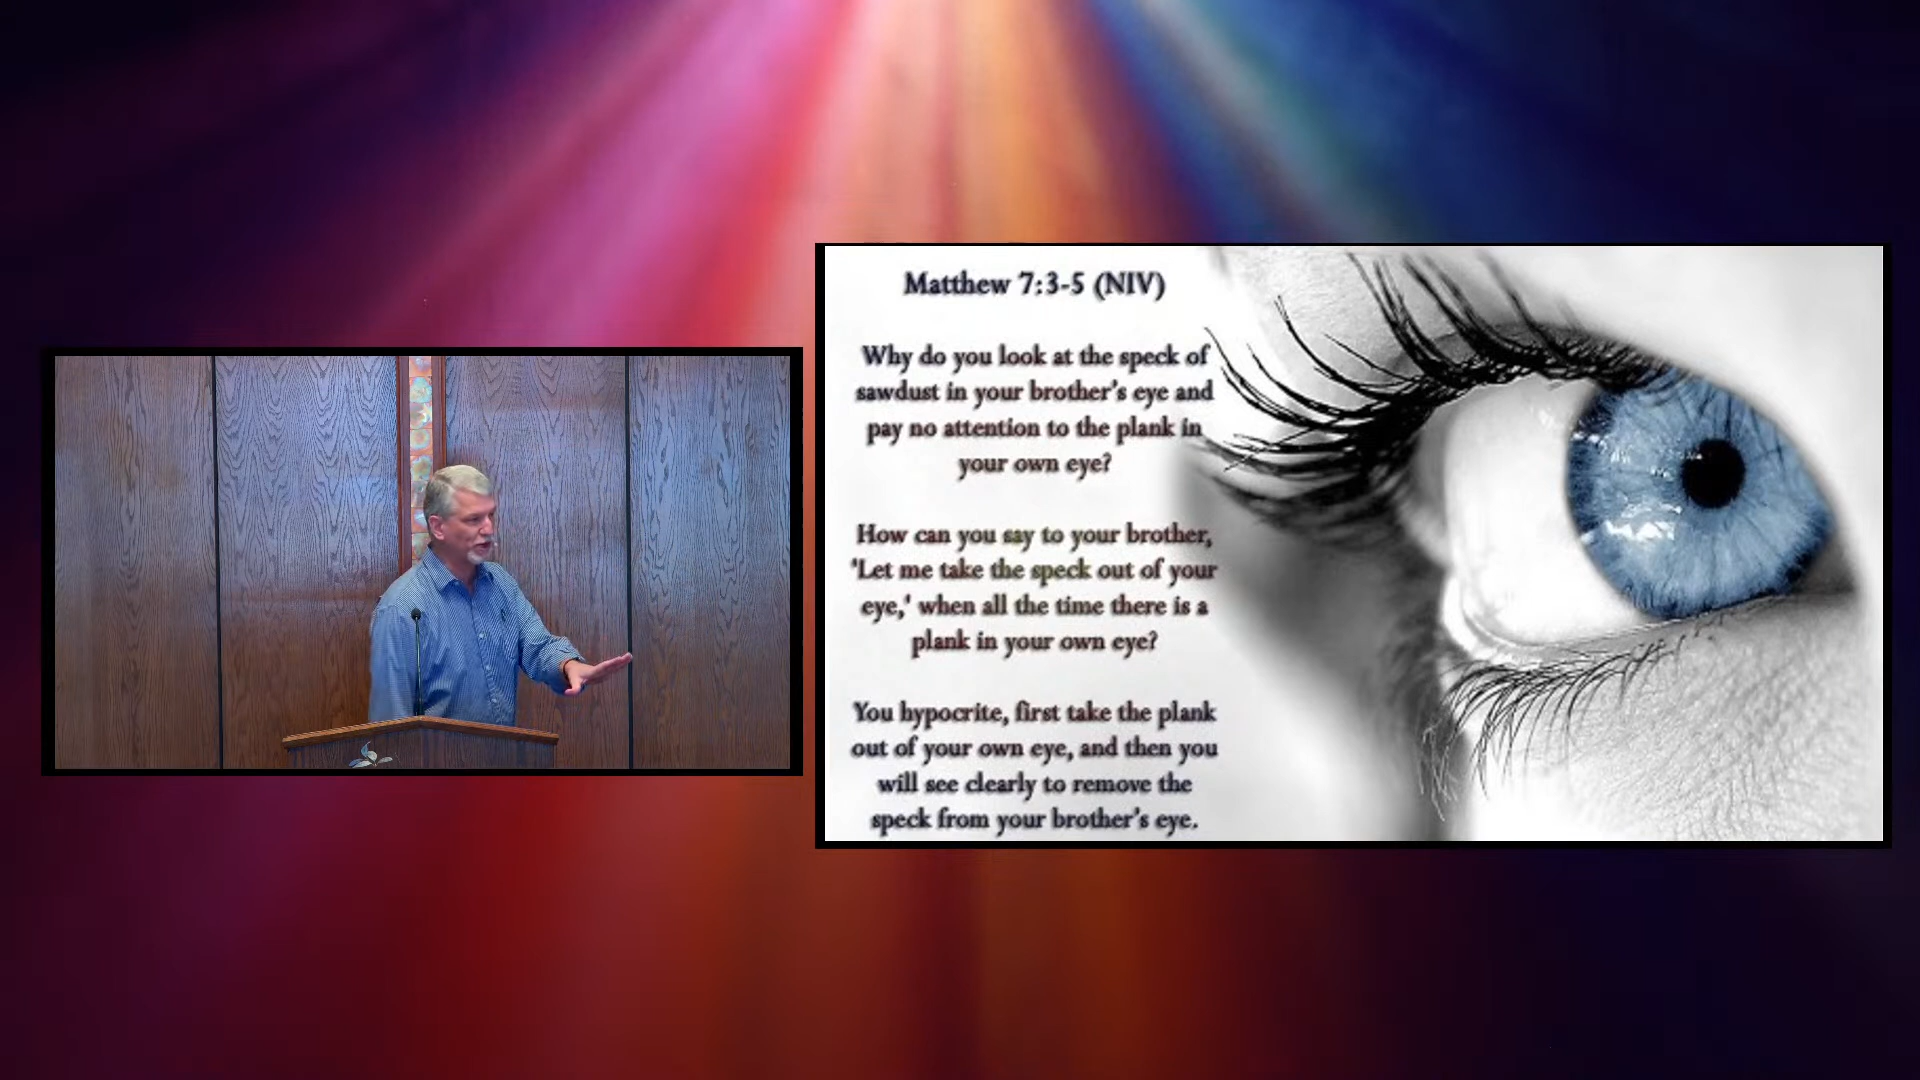 Matthew 7:3-5 (NIV)
Why do you look at the speck of
sawdust in your brother's eye and
pay no attention to the plank in
your own eye?
How can you say to your brother,
'Let me take the speck out of your
eye,' when all the time there is a
plank in your own eye?
You hypocrite, first take the plank
out of your own eye, and then you
will see clearly to remove the
speck from your brother's eye.